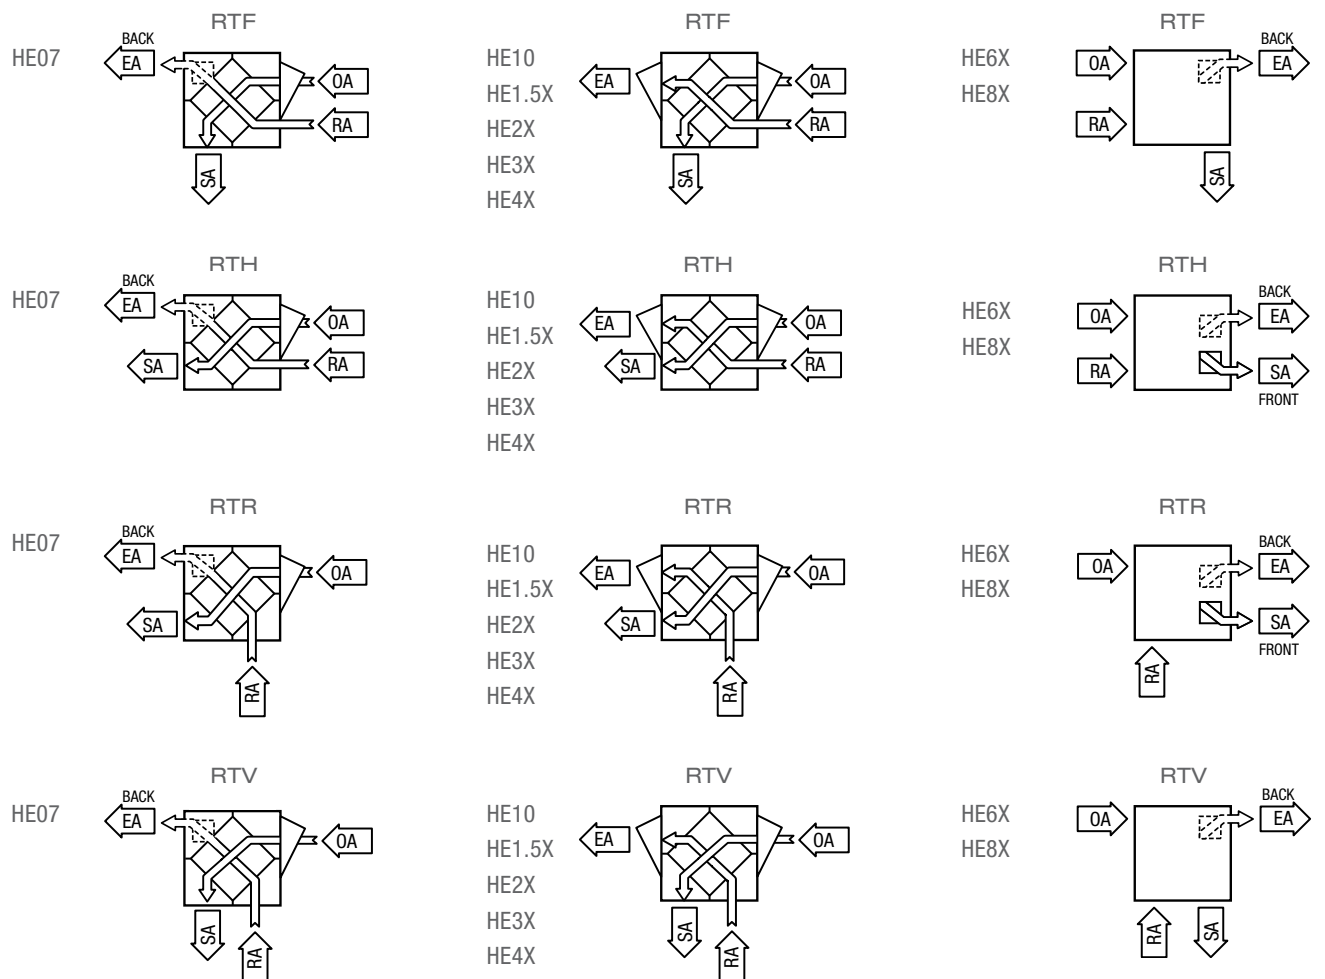 RTF
HE07
BACK
EA
OA
RA
SA
RTF
HE10
HE1.5X
HE2X
HE3X
HE4X
EA
OA
RA
SA
RTF
HE6X
HE8X
OA
RA
BACK
EA
SA
RTH
HE07
BACK
EA
OA
SA
RA
RTH
HE10
HE1.5X
HE2X
HE3X
HE4X
EA
OA
SA
RA
RTH
HE6X
HE8X
OA
RA
BACK
EA
SA
FRONT
RTR
HE07
BACK
EA
OA
SA
RA
RTR
HE10
HE1.5X
HE2X
HE3X
HE4X
EA
OA
SA
RA
RTR
HE6X
HE8X
OA
BACK
EA
SA
FRONT
RA
RTV
HE07
BACK
EA
OA
SA
RA
RTV
HE10
HE1.5X
HE2X
HE3X
HE4X
EA
OA
SA
RA
RTV
HE6X
HE8X
OA
BACK
EA
RA
SA